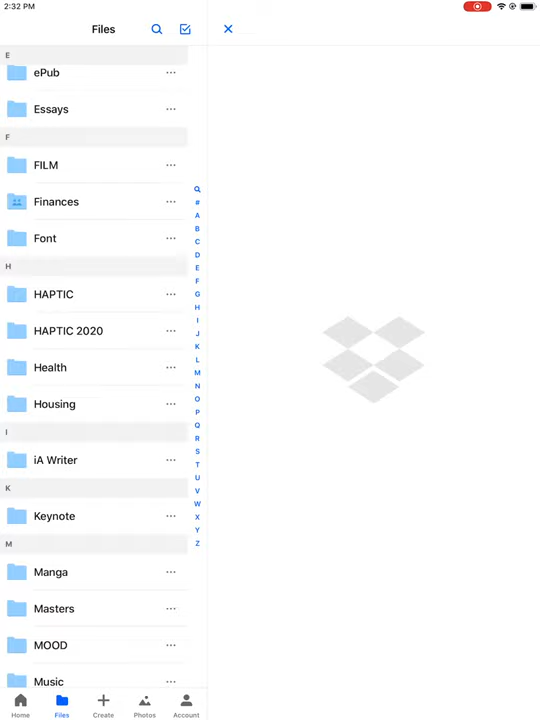 2:32 PM
Files
E
ePub
Essays
F
FILM
Finances
Font
H
HAPTIC
HAPTIC 2020
Health
Housing
I
iA Writer
K
Keynote
M
Manga
Masters
MOOD
Music
#
A
B
C
D
E
F
G
H
I
J
K
L
M
N
O
P
Q
R
S
T
U
V
W
X
Y
Z
Home
Files
Create
Photos
Account